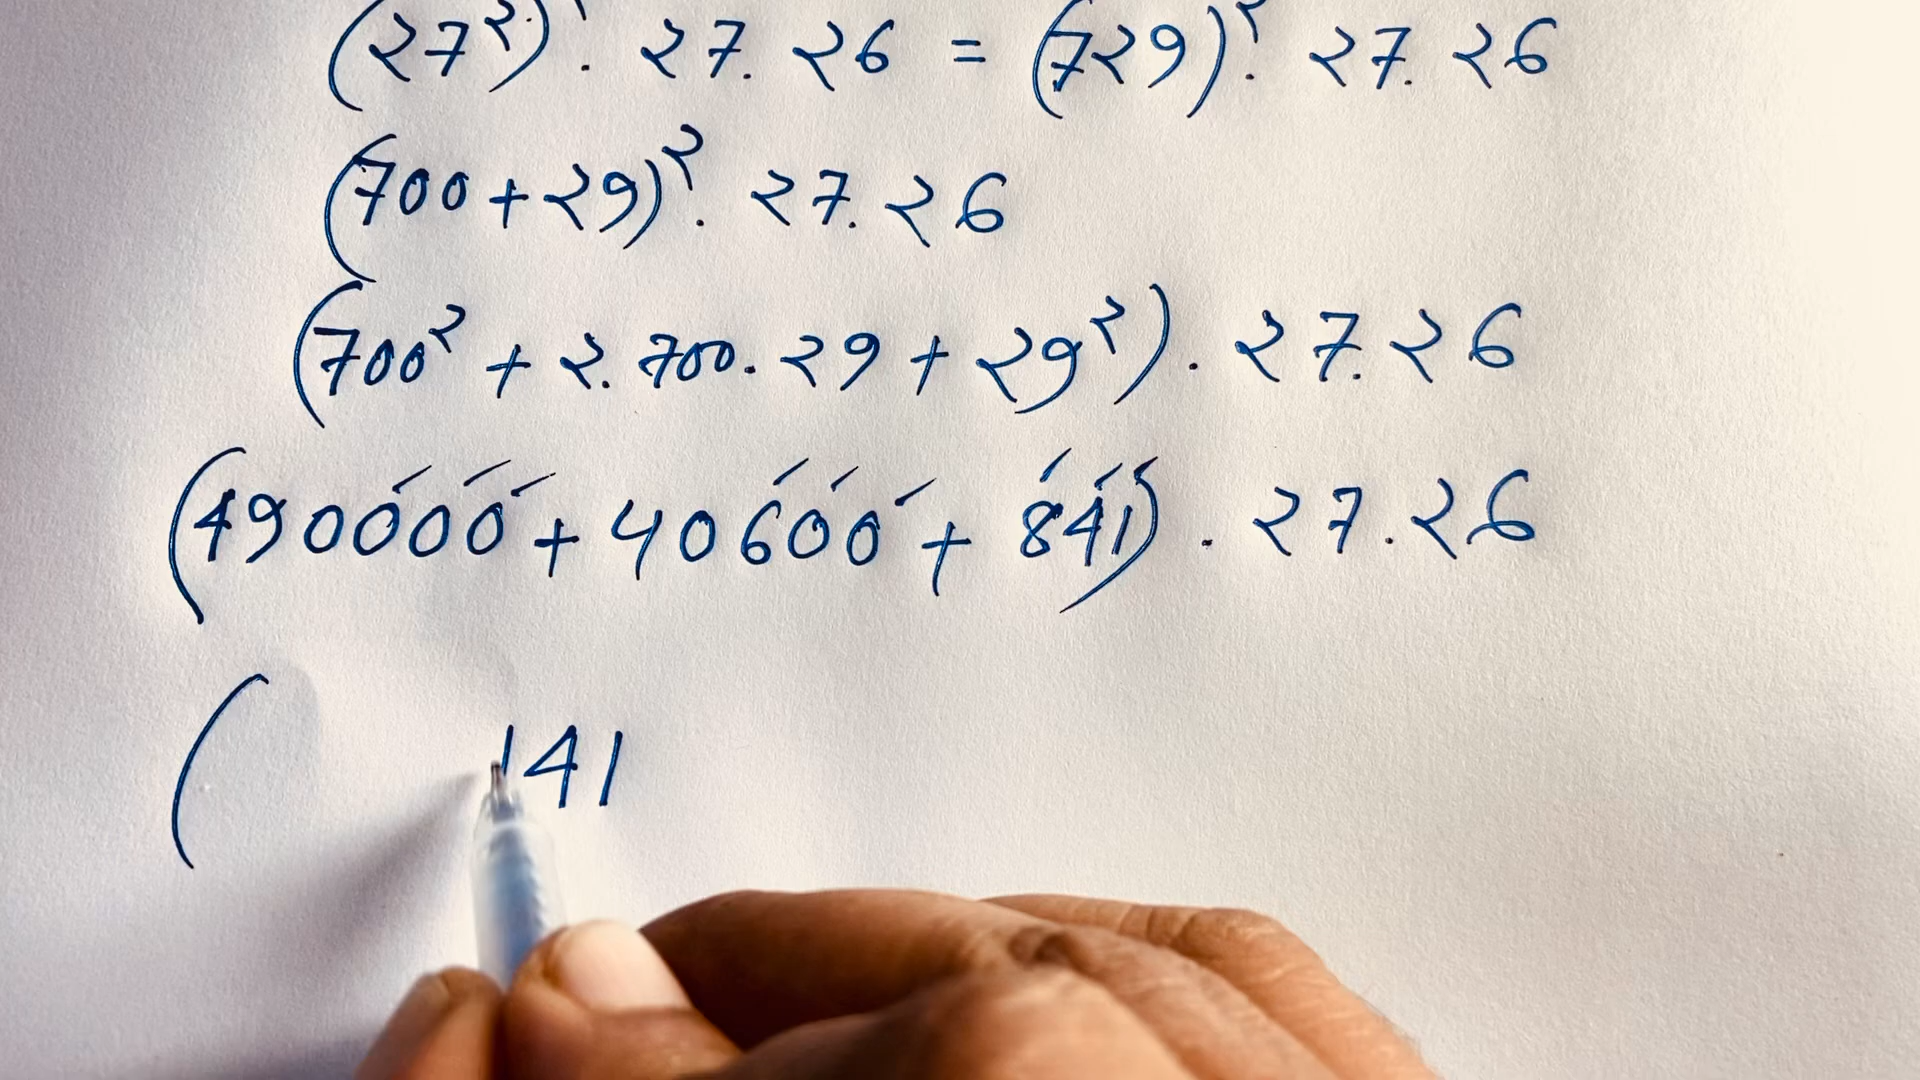 (27²)². 27. 26 = (729)². 27. 26
(700 + 29)². 27. 26
(700² + 2. 700. 29 + 29²). 27. 26
(490000 + 40600 + 841) . 27. 26
( 141